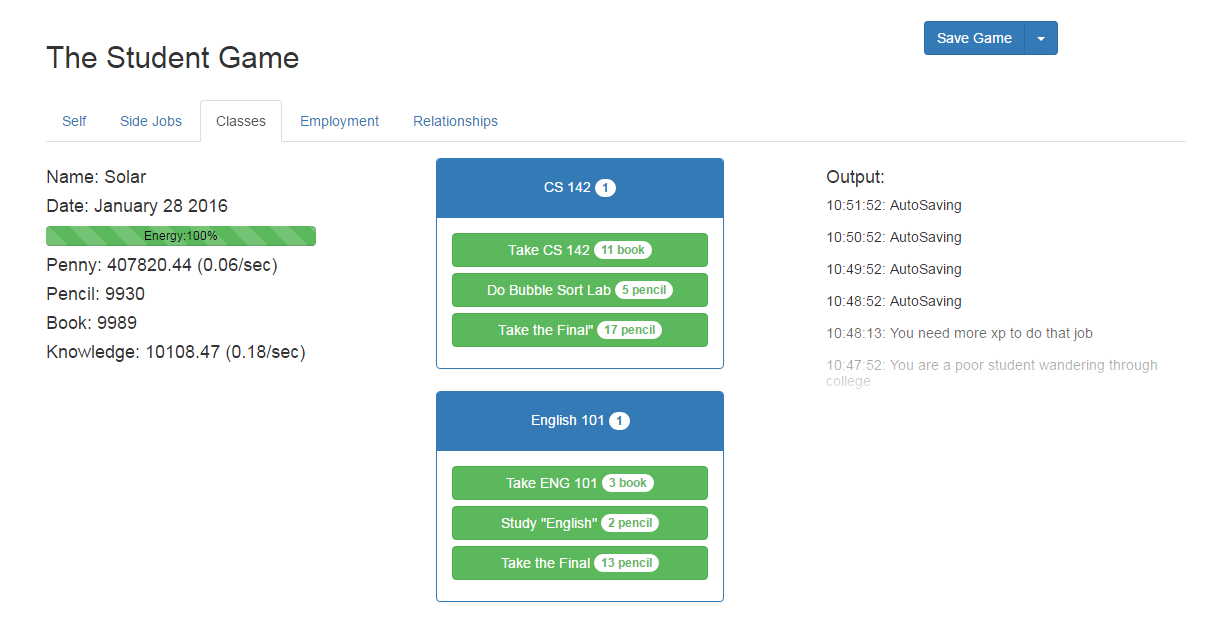 The Student Game
Save Game
Self Side Jobs Classes Employment Relationships
Name: Solar
Date: January 28 2016
Energy:100%
Penny: 407820.44 (0.06/sec)
Pencil: 9930
Book: 9989
Knowledge: 10108.47 (0.18/sec)
CS 142 1
Take CS 142 11 book
Do Bubble Sort Lab 5 pencil
Take the Final" 17 pencil
English 101 1
Take ENG 101 3 book
Study "English" 2 pencil
Take the Final 13 pencil
Output:
10:51:52: AutoSaving
10:50:52: AutoSaving
10:49:52: AutoSaving
10:48:52: AutoSaving
10:48:13: You need more xp to do that job
10:47:52: You are a poor student wandering through
college